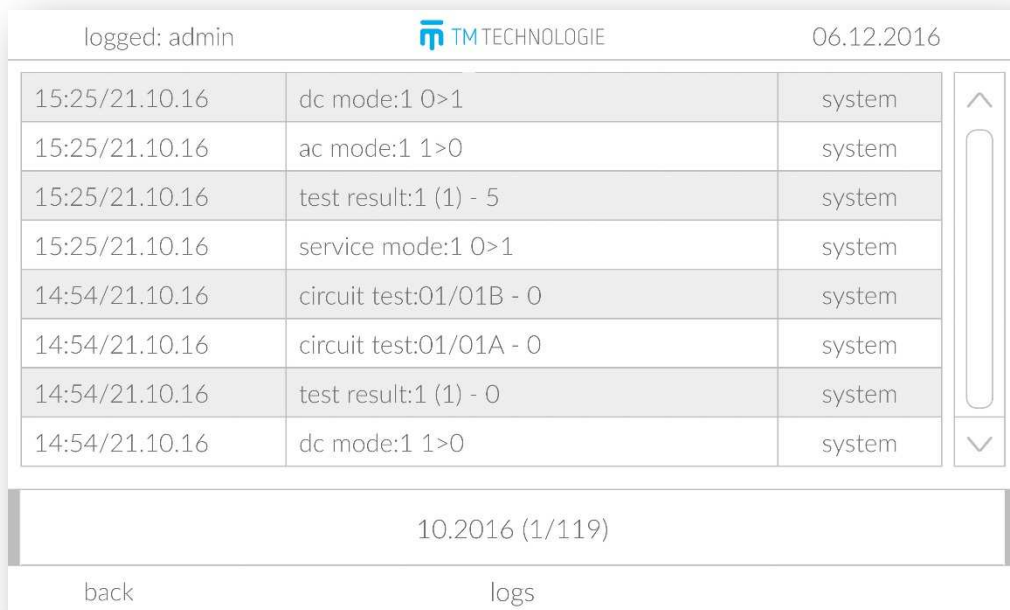 logged: admin TM TECHNOLOGIE 06.12.2016
15:25/21.10.16 dc mode:1 0>1 system
15:25/21.10.16 ac mode:1 1>0 system
15:25/21.10.16 test result:1 (1) - 5 system
15:25/21.10.16 service mode:1 0>1 system
14:54/21.10.16 circuit test:01/01B - 0 system
14:54/21.10.16 circuit test:01/01A - 0 system
14:54/21.10.16 test result:1 (1) - 0 system
14:54/21.10.16 dc mode:1 1>0 system
10.2016 (1/119)
back logs